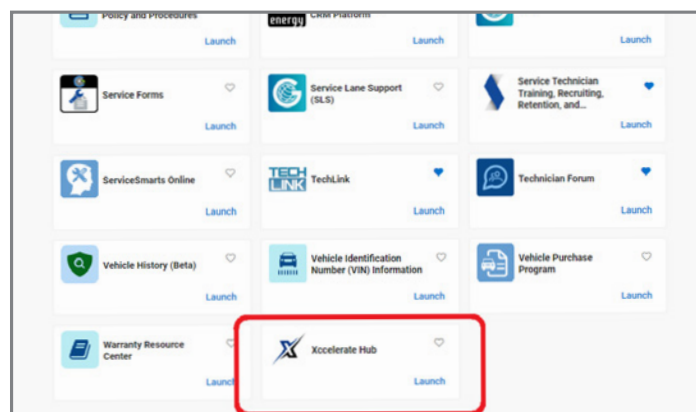 Policy and Procedures
energy
CRM Platform
Launch
Launch
Launch
Service Forms
Service Lane Support
(SLS)
Service Technician
Training, Recruiting,
Retention, and...
Launch
Launch
Launch
ServiceSmarts Online
TECH
LINK
TechLink
Technician Forum
Launch
Launch
Launch
Vehicle History (Beta)
Vehicle Identification
Number (VIN) Information
Vehicle Purchase
Program
Launch
Launch
Launch
Warranty Resource
Center
Xccelerate Hub
Launch
Launch